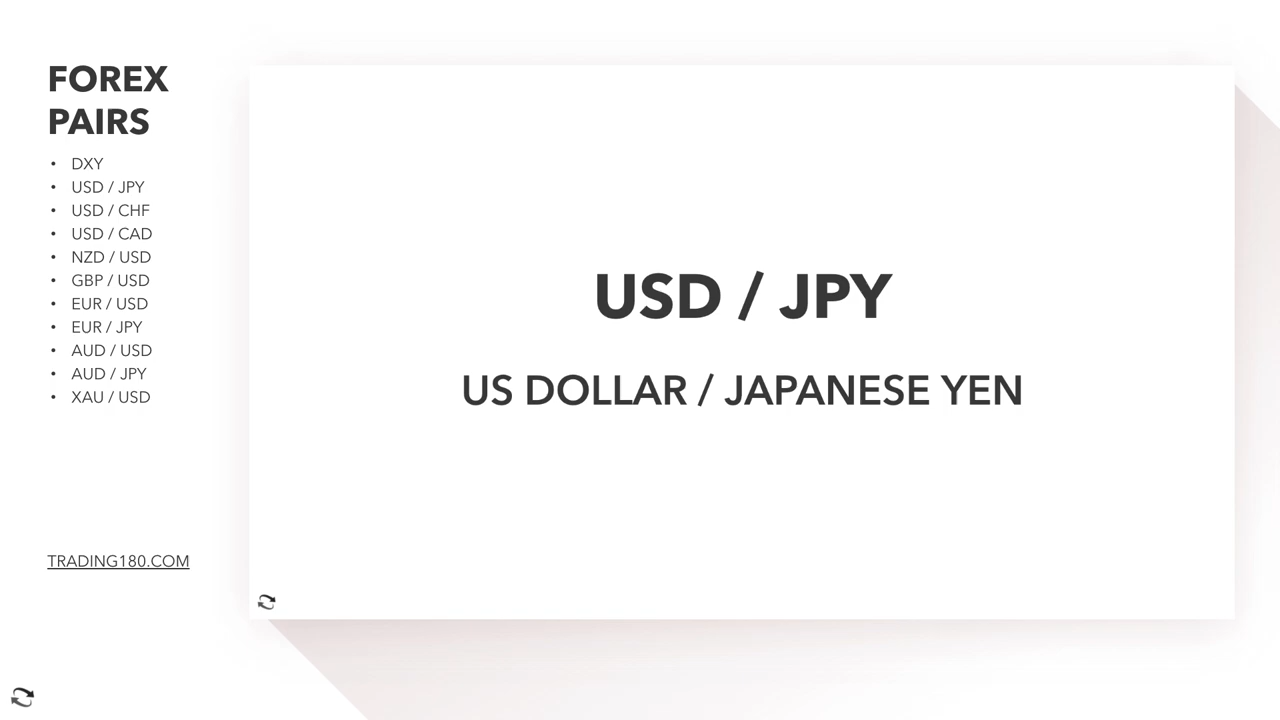 FOREX
PAIRS
• DXY
• USD / JPY
• USD / CHF
• USD / CAD
• NZD / USD
• GBP / USD
• EUR / USD
• EUR / JPY
• AUD / USD
• AUD / JPY
• XAU / USD
TRADING180.COM
USD / JPY
US DOLLAR / JAPANESE YEN